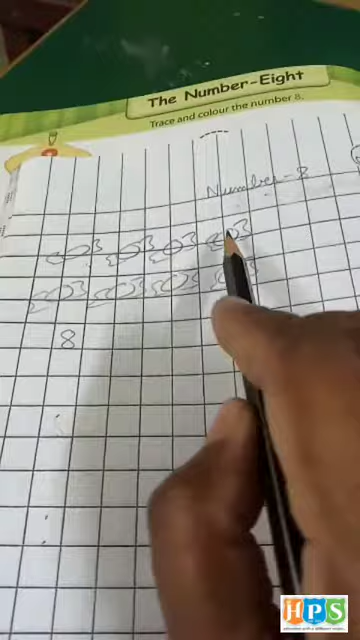 The Number-Eight
Trace and colour the number 8.
Number-8
8
HPS